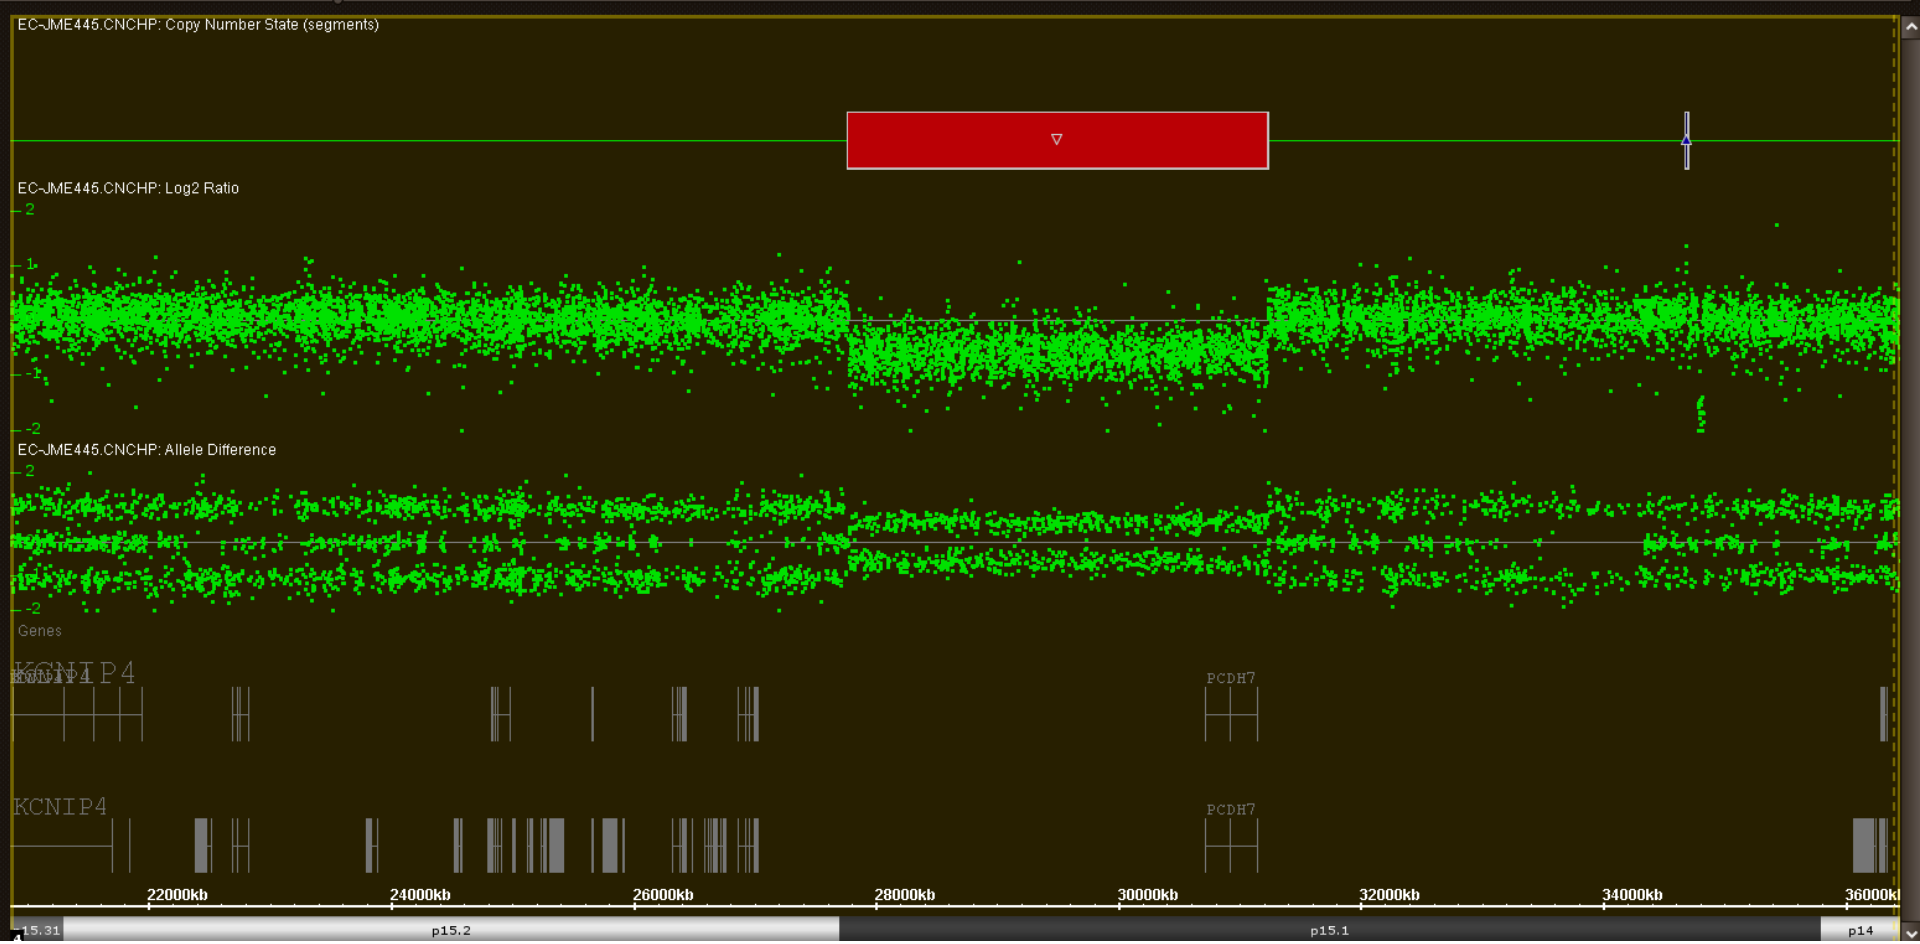 EC-JME445.CNCHP: Copy Number State (segments)
EC-JME445.CNCHP: Log2 Ratio
2
1
-1
-2
EC-JME445.CNCHP: Allele Difference
2
-2
Genes
KCNIP4
PCDH7
KCNIP4
PCDH7
22000kb 24000kb 26000kb 28000kb 30000kb 32000kb 34000kb 36000k
15.31 p15.2 p15.1 p14
4